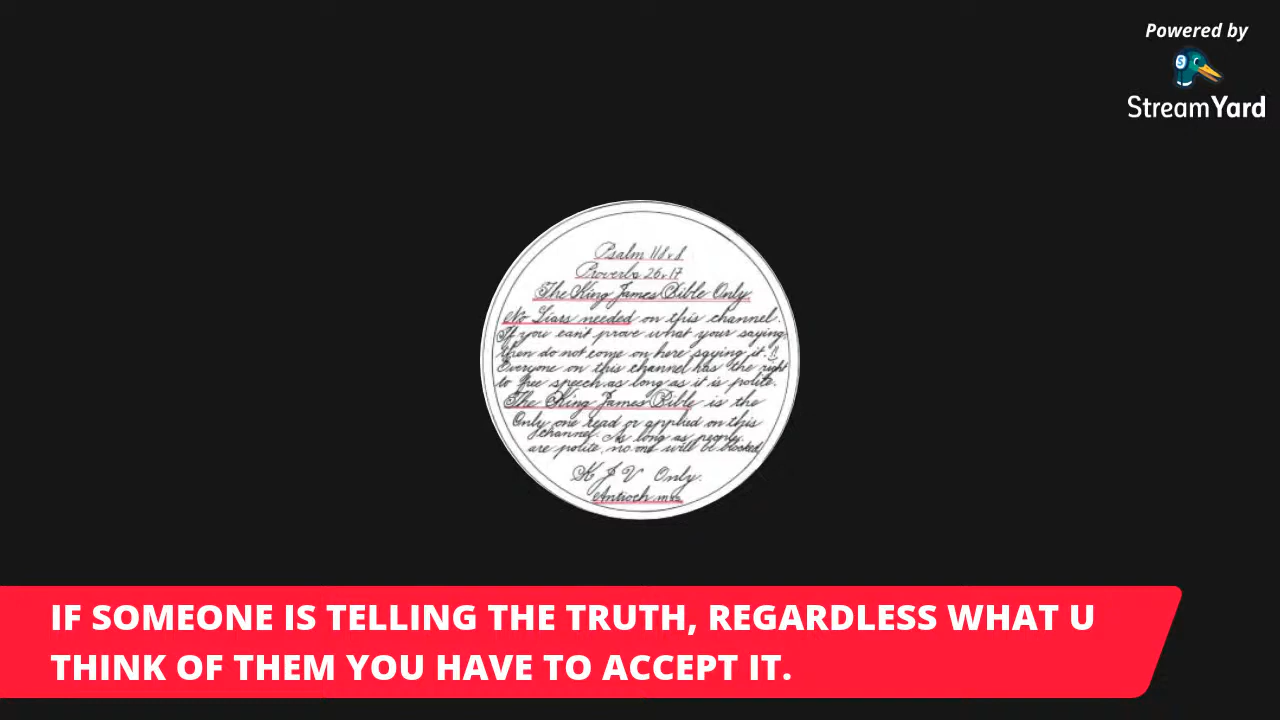 Powered by
StreamYard
Psalm 118 v 8
Proverbs 26 v 17
The King James Bible Only
No Liars needed on this channel.
If you can't prove what your saying
then do not come on here saying it. !!
Everyone on this channel has the right
to free speech as long as it is polite.
The King James Bible is the
Only one read or applied on this
channel. As long as people
are polite, no one will be blocked
K J V Only.
Antioch
IF SOMEONE IS TELLING THE TRUTH, REGARDLESS WHAT U
THINK OF THEM YOU HAVE TO ACCEPT IT.